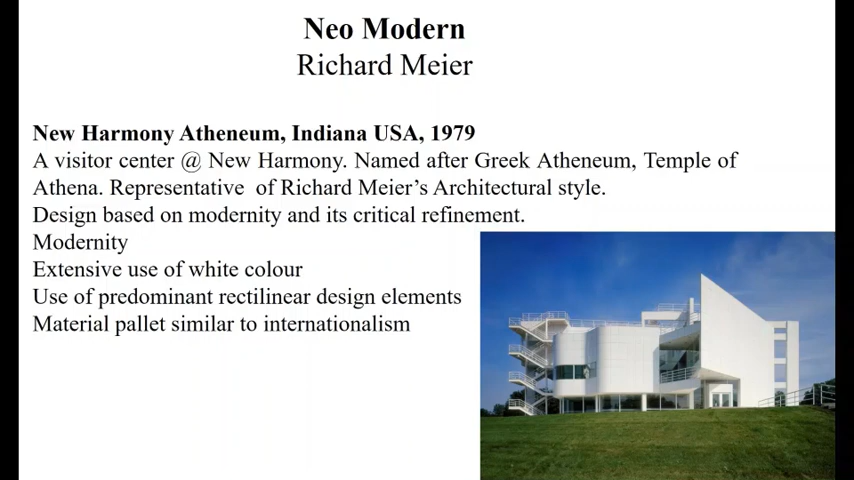 Neo Modern
Richard Meier
New Harmony Atheneum, Indiana USA, 1979
A visitor center @ New Harmony. Named after Greek Atheneum, Temple of
Athena. Representative of Richard Meier's Architectural style.
Design based on modernity and its critical refinement.
Modernity
Extensive use of white colour
Use of predominant rectilinear design elements
Material pallet similar to internationalism